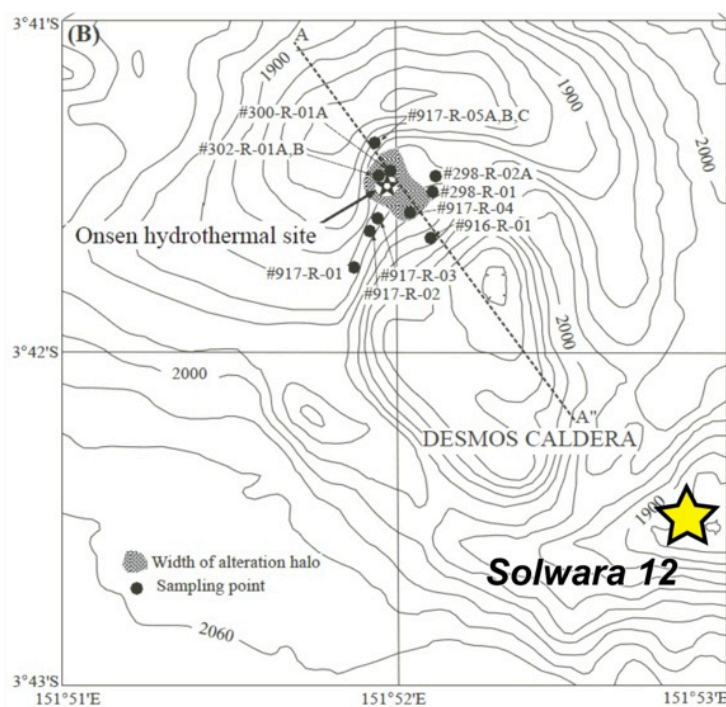 3°41'S
(B)
A
1900
1900
2000
#300-R-01A
#917-R-05A,B,C
#302-R-01A,B
#298-R-02A
#298-R-01
#917-R-04
#916-R-01
Onsen hydrothermal site
#917-R-01
#917-R-03
#917-R-02
3°42'S
2000
2000
A"
DESMOS CALDERA
1900
Solwara 12
Width of alteration halo
Sampling point
2060
3°43'S
151°51'E
151°52'E
151°53'E